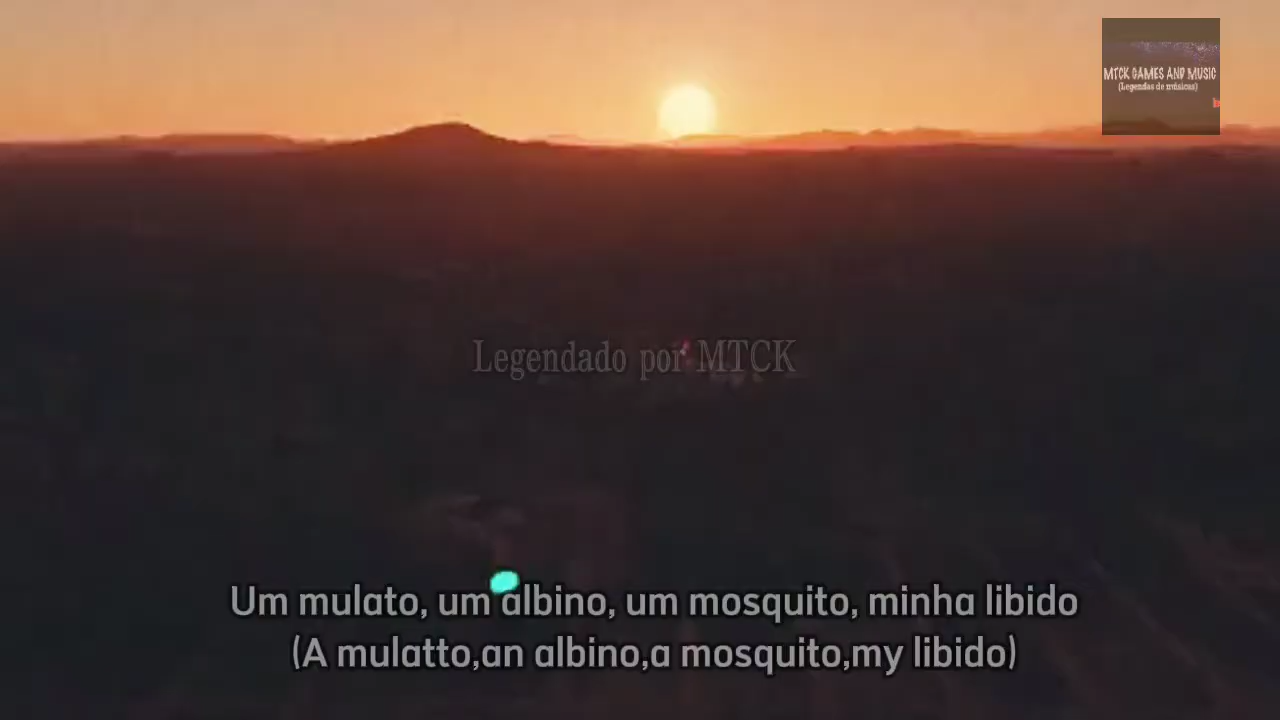 MTCK GAMES AND MUSIC
(Legendas de músicas)
Legendado por MTCK
Um mulato, um albino, um mosquito, minha libido
(A mulatto,an albino,a mosquito,my libido)